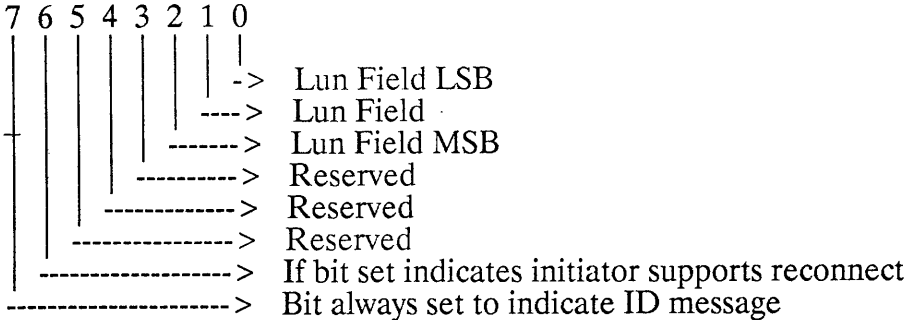 7 6 5 4 3 2 1 0
-> Lun Field LSB
----> Lun Field
-------> Lun Field MSB
----------> Reserved
-------------> Reserved
----------------> Reserved
-------------------> If bit set indicates initiator supports reconnect
-----------------------> Bit always set to indicate ID message